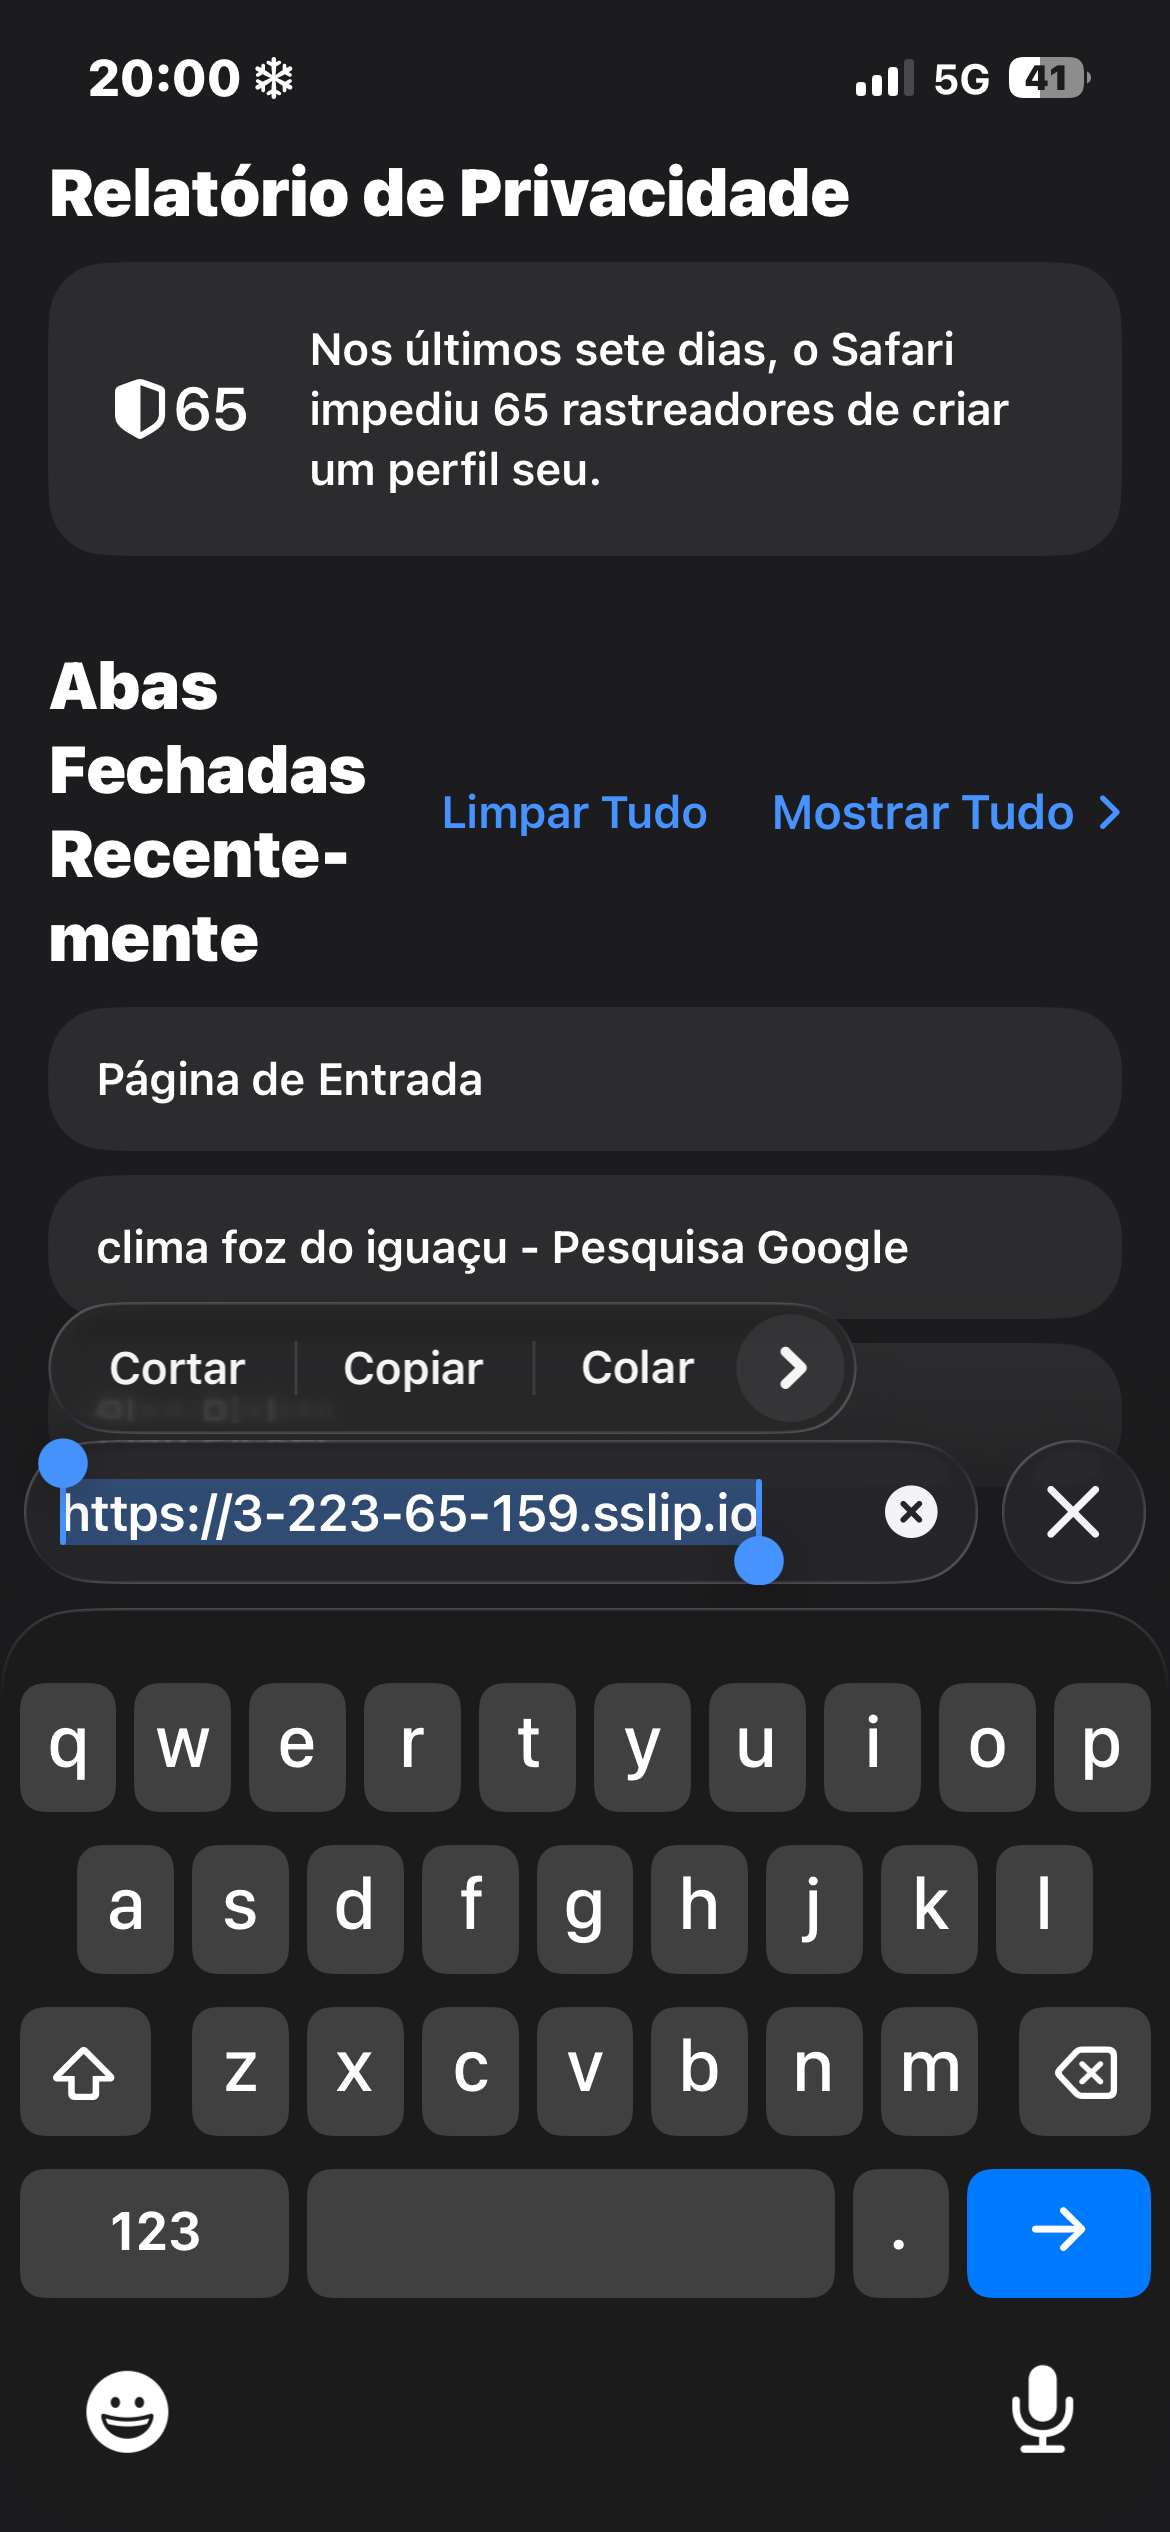 20:00 5G 41
Relatório de Privacidade
65
Nos últimos sete dias, o Safari
impediu 65 rastreadores de criar
um perfil seu.
Abas
Fechadas
Recente-
mente
Limpar Tudo Mostrar Tudo
Página de Entrada
clima foz do iguaçu - Pesquisa Google
Cortar Copiar Colar
https://3-223-65-159.sslip.io
q w e r t y u i o p
a s d f g h j k l
z x c v b n m
123 .